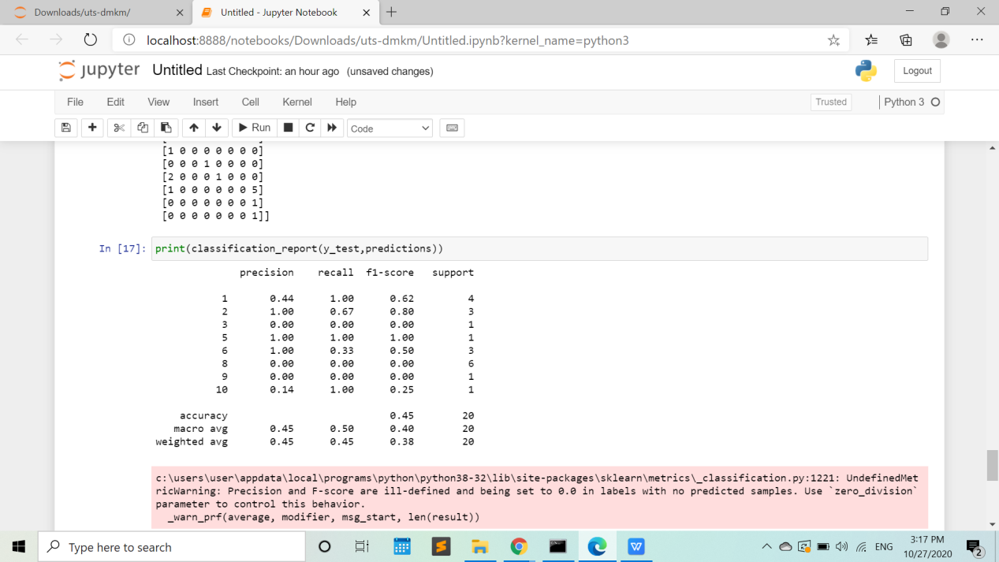 Downloads/uts-dmkm/
Untitled - Jupyter Notebook
localhost:8888/notebooks/Downloads/uts-dmkm/Untitled.ipynb?kernel_name=python3
jupyter Untitled Last Checkpoint: an hour ago (unsaved changes)
Logout
File Edit View Insert Cell Kernel Help
Trusted Python 3
Run Code
[1 0 0 0 0 0 0 0]
[0 0 0 1 0 0 0 0]
[2 0 0 0 1 0 0 0]
[1 0 0 0 0 0 0 5]
[0 0 0 0 0 0 0 1]
[0 0 0 0 0 0 0 1]]
In [17]: print(classification_report(y_test,predictions))
precision recall f1-score support
1 0.44 1.00 0.62 4
2 1.00 0.67 0.80 3
3 0.00 0.00 0.00 1
5 1.00 1.00 1.00 1
6 1.00 0.33 0.50 3
8 0.00 0.00 0.00 6
9 0.00 0.00 0.00 1
10 0.14 1.00 0.25 1
accuracy 0.45 20
macro avg 0.45 0.50 0.40 20
weighted avg 0.45 0.45 0.38 20
c:\users\user\appdata\local\programs\python\python38-32\lib\site-packages\sklearn\metrics\_classification.py:1221: UndefinedMet
ricWarning: Precision and F-score are ill-defined and being set to 0.0 in labels with no predicted samples. Use `zero_division`
parameter to control this behavior.
_warn_prf(average, modifier, msg_start, len(result))
Type here to search
ENG
3:17 PM
10/27/2020
2